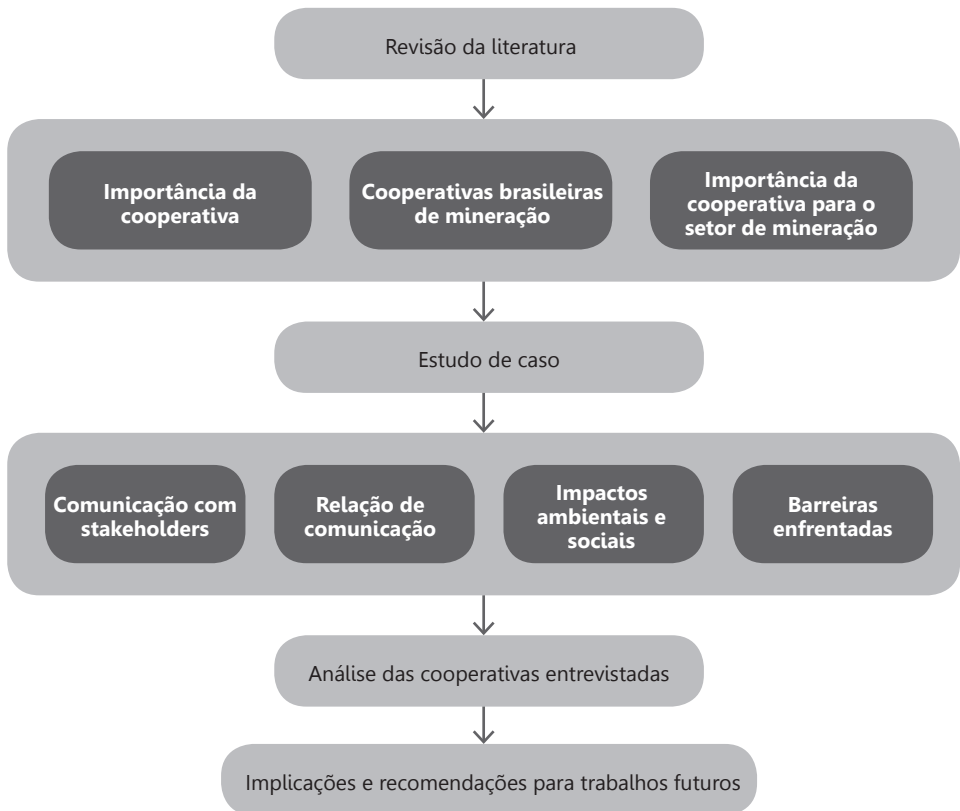 Revisão da literatura
Importância da
cooperativa
Cooperativas brasileiras
de mineração
Importância da
cooperativa para o
setor de mineração
Estudo de caso
Comunicação com
stakeholders
Relação de
comunicação
Impactos
ambientais e
sociais
Barreiras
enfrentadas
Análise das cooperativas entrevistadas
Implicações e recomendações para trabalhos futuros